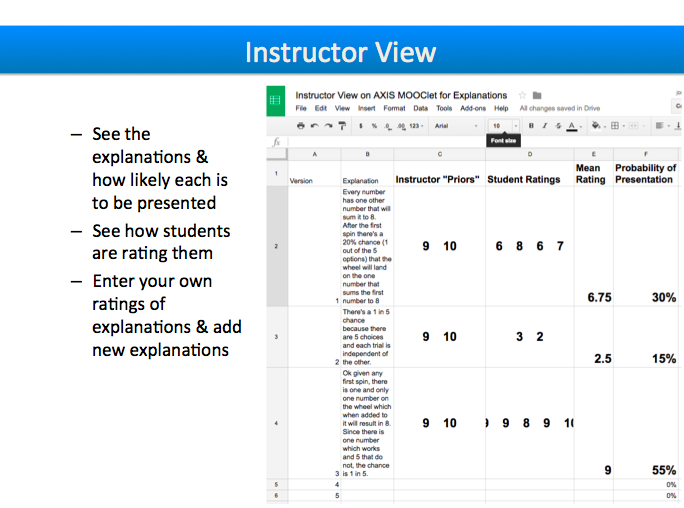 Instructor View
– See the
explanations &
how likely each is
to be presented
– See how students
are rating them
– Enter your own
ratings of
explanations & add
new explanations
Instructor View on AXIS MOOClet for Explanations
File Edit View Insert Format Data Tools Add-ons Help All changes saved in Drive
$ % .0 .00 123 Arial 10 B I S A
Font size
fx
A B C D E F
1 Version Explanation Instructor "Priors" Student Ratings Mean Rating Probability of Presentation
2
Every number
has one other
number that will
sum it to 8.
After the first
spin there's a
20% chance (1
out of the 5
options) that the
wheel will land
on the one
number that
sums the first
1 number to 8
9 10
6 8 6 7
6.75
30%
3
There's a 1 in 5
chance
because there
are 5 choices
and each trial is
independent of
2 the other.
9 10
3 2
2.5
15%
4
Ok given any
first spin, there
is one and only
one number on
the wheel which
when added to
it will result in 8.
Since there is
one number
which works
and 5 that do
not, the chance
3 is 1 in 5.
9 10
9 8 9
9
55%
5 4 0%
6 5 0%